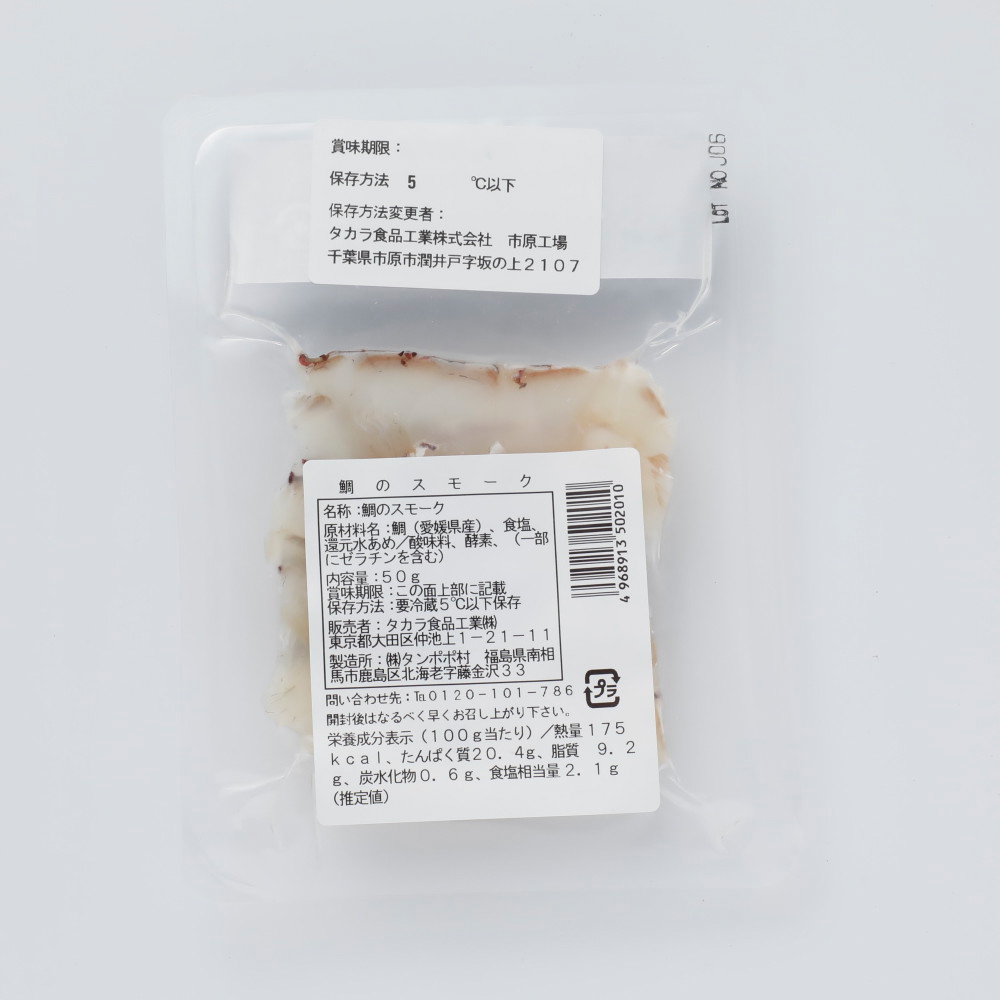 賞味期限：
保存方法 5 ℃以下
保存方法変更者：
タカラ食品工業株式会社 市原工場
千葉県市原市潤井戸字坂の上２１０７
LOT NO J06
鯛のスモーク
名称：鯛のスモーク
原材料名：鯛（愛媛県産）、食塩、
還元水あめ／酸味料、酵素、（一部
にゼラチンを含む）
内容量：５０ｇ
賞味期限：この面上部に記載
保存方法：要冷蔵５℃以下保存
販売者：タカラ食品工業㈱
東京都大田区仲池上１－２１－１１
製造所：㈱タンポポ村 福島県南相
馬市鹿島区北海老字藤金沢３３
問い合わせ先：℡０１２０－１０１－７８６
開封後はなるべく早くお召し上がり下さい。
栄養成分表示（１００ｇ当たり）／熱量１７５
ｋｃａｌ、たんぱく質２０．４ｇ、脂質 ９．２
ｇ、炭水化物０．６ｇ、食塩相当量２．１ｇ
（推定値）
4 968913 502010
プラ